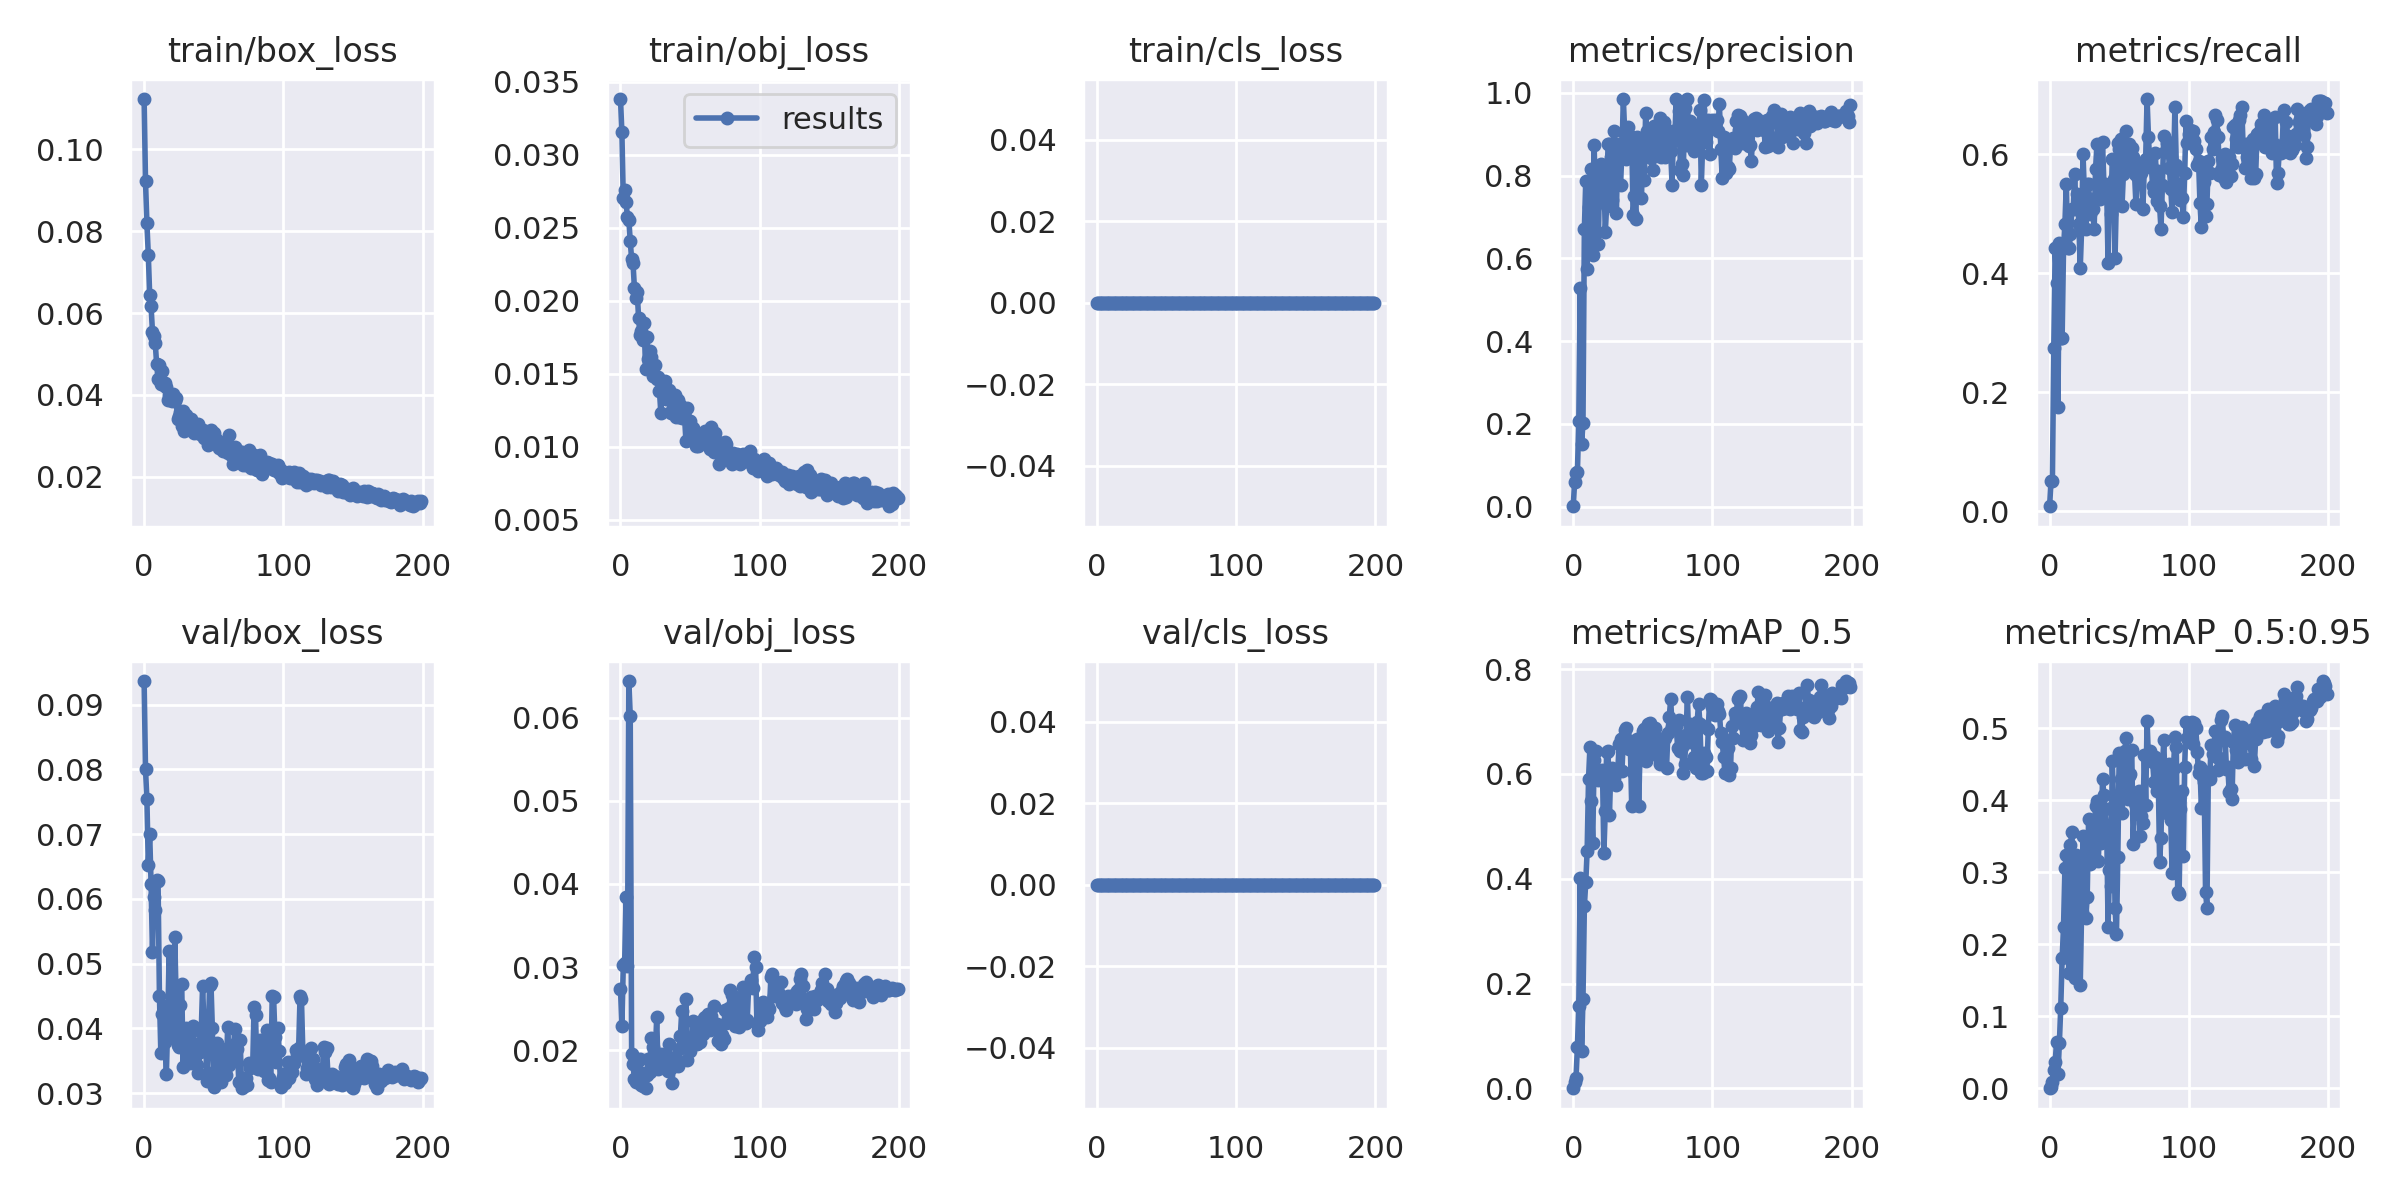 train/box_loss
0.10
0.08
0.06
0.04
0.02
0 100 200
train/obj_loss
results
0.035
0.030
0.025
0.020
0.015
0.010
0.005
0 100 200
train/cls_loss
0.04
0.02
0.00
−0.02
−0.04
0 100 200
metrics/precision
1.0
0.8
0.6
0.4
0.2
0.0
0 100 200
metrics/recall
0.6
0.4
0.2
0.0
0 100 200
val/box_loss
0.09
0.08
0.07
0.06
0.05
0.04
0.03
0 100 200
val/obj_loss
0.06
0.05
0.04
0.03
0.02
0 100 200
val/cls_loss
0.04
0.02
0.00
−0.02
−0.04
0 100 200
metrics/mAP_0.5
0.8
0.6
0.4
0.2
0.0
0 100 200
metrics/mAP_0.5:0.95
0.5
0.4
0.3
0.2
0.1
0.0
0 100 200